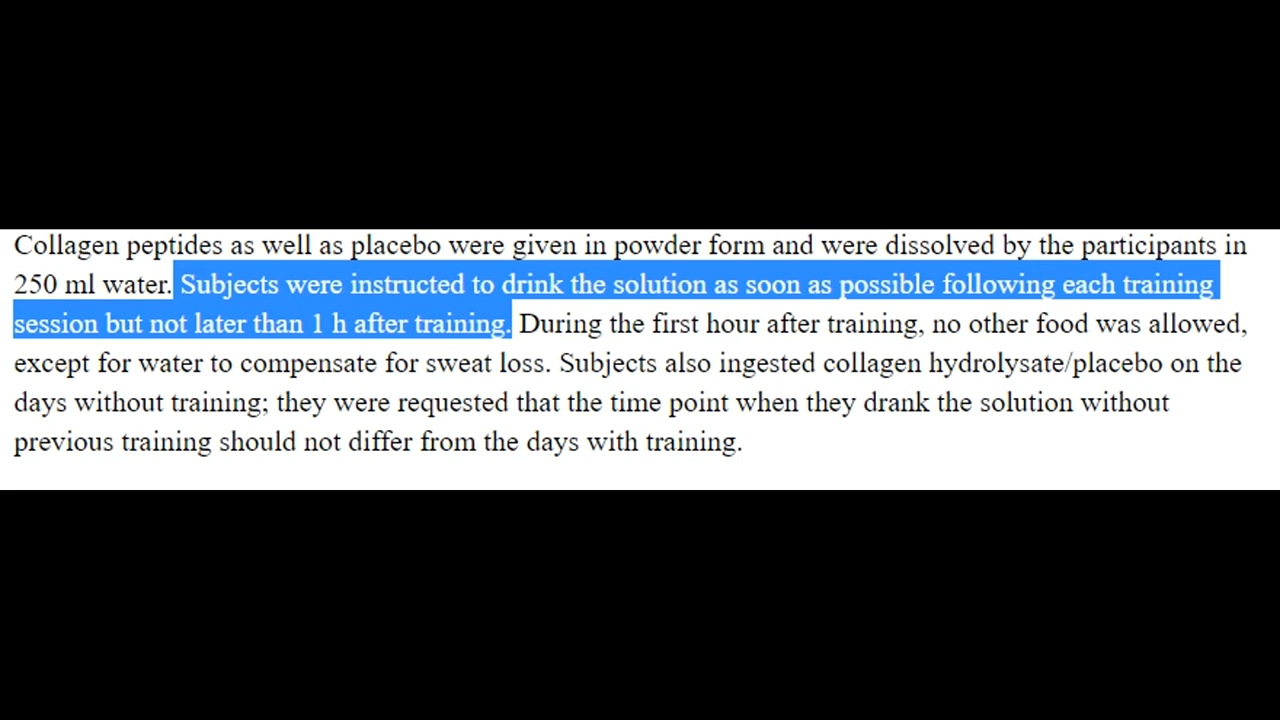 Collagen peptides as well as placebo were given in powder form and were dissolved by the participants in
250 ml water. Subjects were instructed to drink the solution as soon as possible following each training
session but not later than 1 h after training. During the first hour after training, no other food was allowed,
except for water to compensate for sweat loss. Subjects also ingested collagen hydrolysate/placebo on the
days without training; they were requested that the time point when they drank the solution without
previous training should not differ from the days with training.